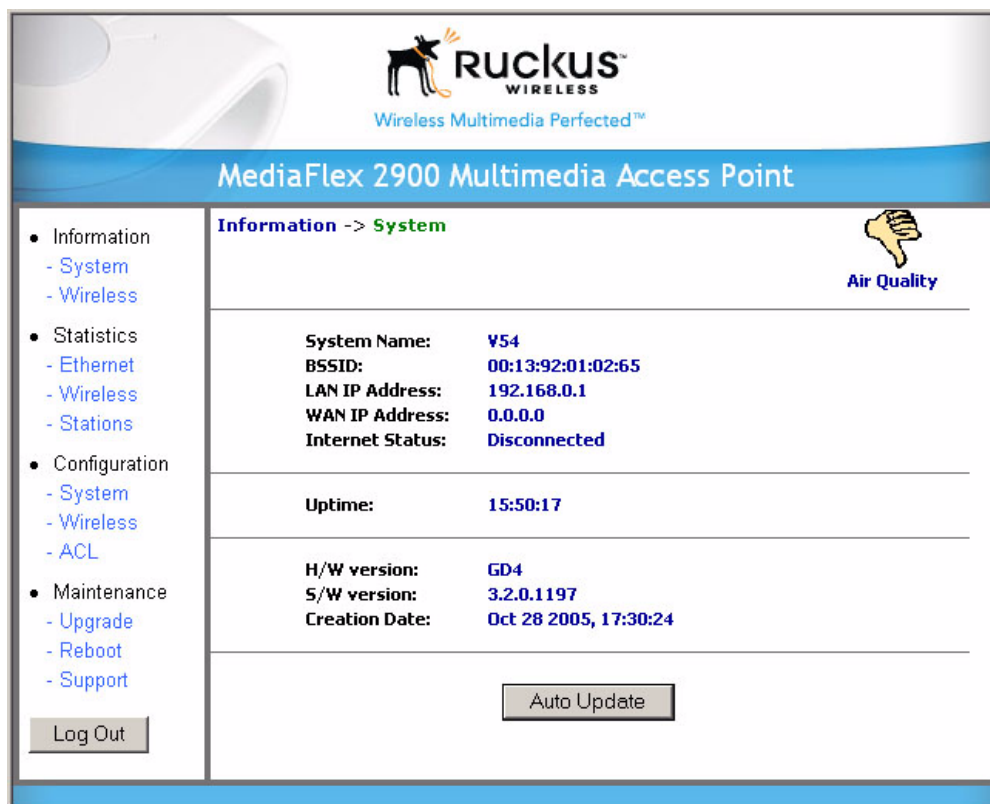 RUCKUS™
WIRELESS
Wireless Multimedia Perfected™
MediaFlex 2900 Multimedia Access Point
• Information
- System
- Wireless
• Statistics
- Ethernet
- Wireless
- Stations
• Configuration
- System
- Wireless
- ACL
• Maintenance
- Upgrade
- Reboot
- Support
Log Out
Information -> System
Air Quality
System Name: V54
BSSID: 00:13:92:01:02:65
LAN IP Address: 192.168.0.1
WAN IP Address: 0.0.0.0
Internet Status: Disconnected
Uptime: 15:50:17
H/W version: GD4
S/W version: 3.2.0.1197
Creation Date: Oct 28 2005, 17:30:24
Auto Update